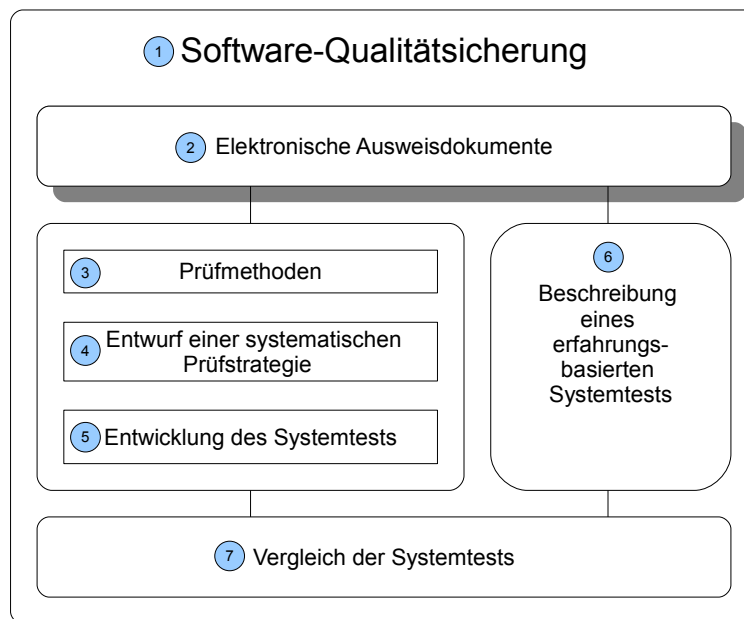 1 Software-Qualitätsicherung
2 Elektronische Ausweisdokumente
3 Prüfmethoden
4 Entwurf einer systematischen
Prüfstrategie
5 Entwicklung des Systemtests
6
Beschreibung
eines
erfahrungs-
basierten
Systemtests
7 Vergleich der Systemtests